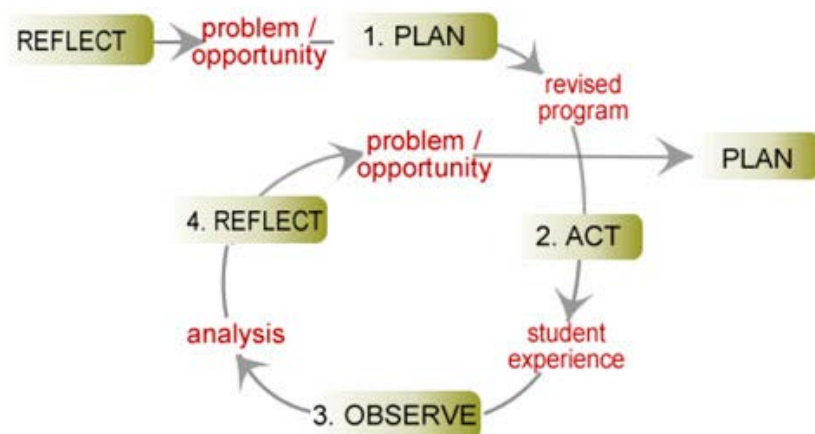 REFLECT
problem /
opportunity
1. PLAN
revised
program
problem /
opportunity
PLAN
4. REFLECT
2. ACT
analysis
student
experience
3. OBSERVE